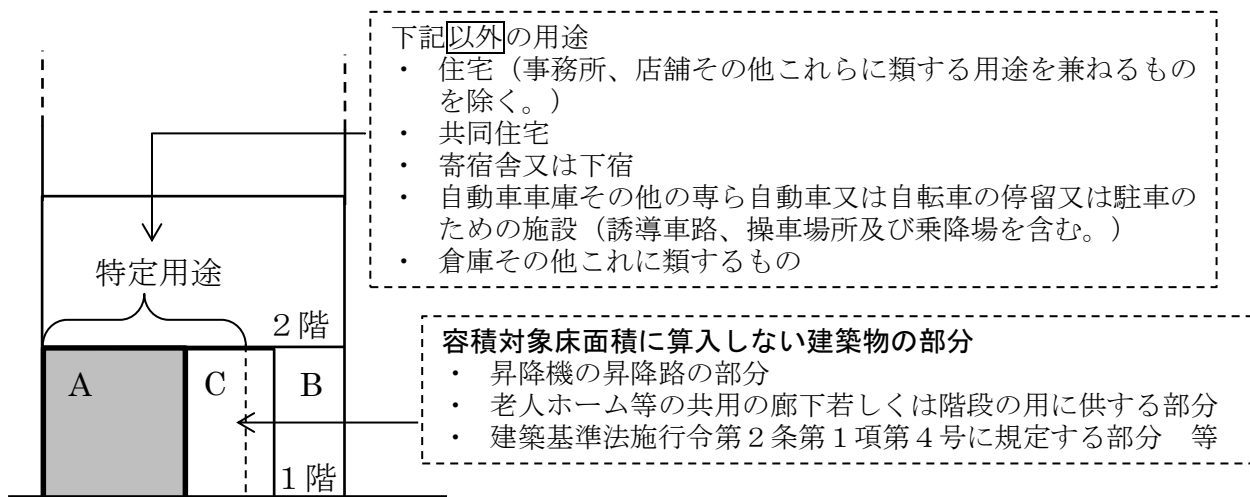 下記以外の用途
・ 住宅（事務所、店舗その他これらに類する用途を兼ねるもの
を除く。）
・ 共同住宅
・ 寄宿舎又は下宿
・ 自動車車庫その他の専ら自動車又は自転車の停留又は駐車の
ための施設（誘導車路、操車場所及び乗降場を含む。）
・ 倉庫その他これに類するもの
特定用途
２階
容積対象床面積に算入しない建築物の部分
・ 昇降機の昇降路の部分
・ 老人ホーム等の共用の廊下若しくは階段の用に供する部分
・ 建築基準法施行令第２条第１項第４号に規定する部分　等
A C B
１階